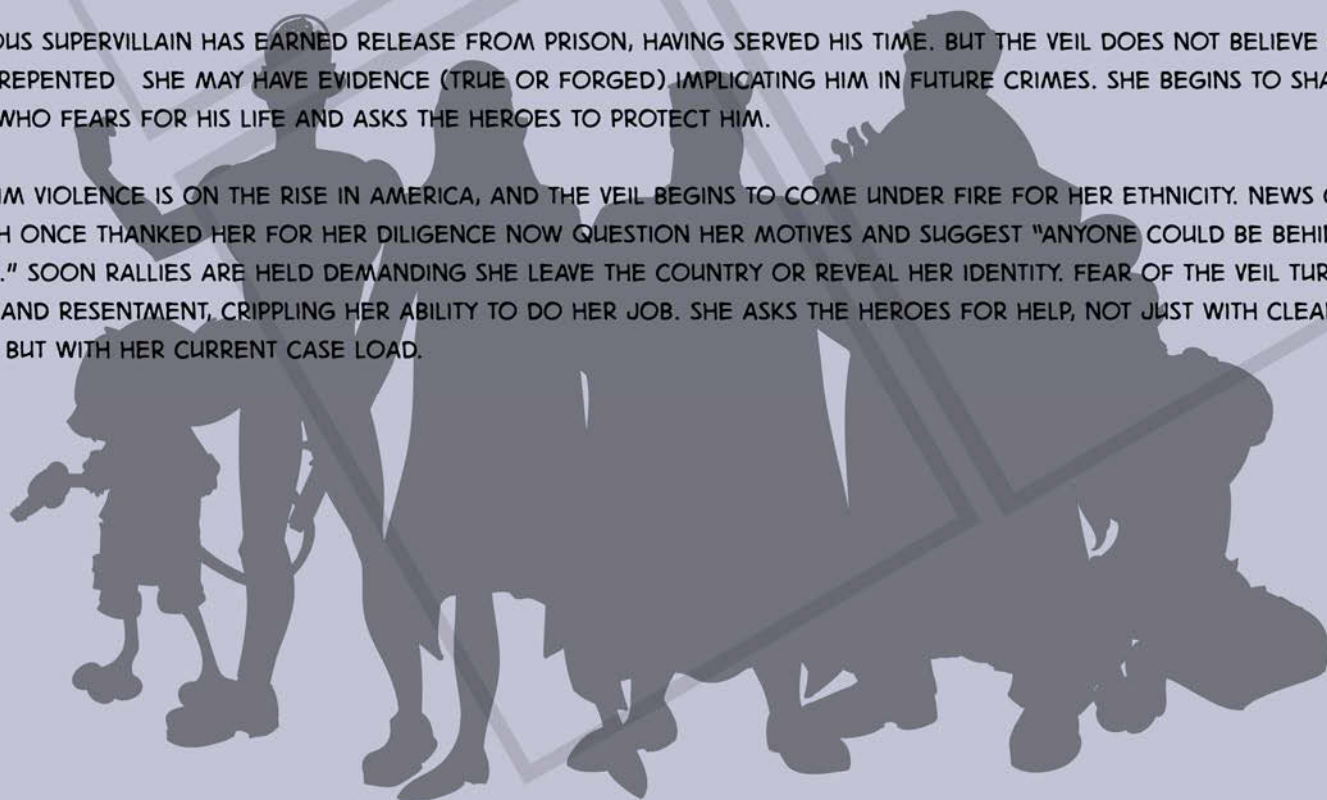 OUS SUPERVILLAIN HAS EARNED RELEASE FROM PRISON, HAVING SERVED HIS TIME. BUT THE VEIL DOES NOT BELIEVE
REPENTED SHE MAY HAVE EVIDENCE (TRUE OR FORGED) IMPLICATING HIM IN FUTURE CRIMES. SHE BEGINS TO SHA
WHO FEARS FOR HIS LIFE AND ASKS THE HEROES TO PROTECT HIM.
IM VIOLENCE IS ON THE RISE IN AMERICA, AND THE VEIL BEGINS TO COME UNDER FIRE FOR HER ETHNICITY. NEWS
H ONCE THANKED HER FOR HER DILIGENCE NOW QUESTION HER MOTIVES AND SUGGEST “ANYONE COULD BE BEHI
.” SOON RALLIES ARE HELD DEMANDING SHE LEAVE THE COUNTRY OR REVEAL HER IDENTITY. FEAR OF THE VEIL TUR
AND RESENTMENT, CRIPPLING HER ABILITY TO DO HER JOB. SHE ASKS THE HEROES FOR HELP, NOT JUST WITH CLEA
BUT WITH HER CURRENT CASE LOAD.